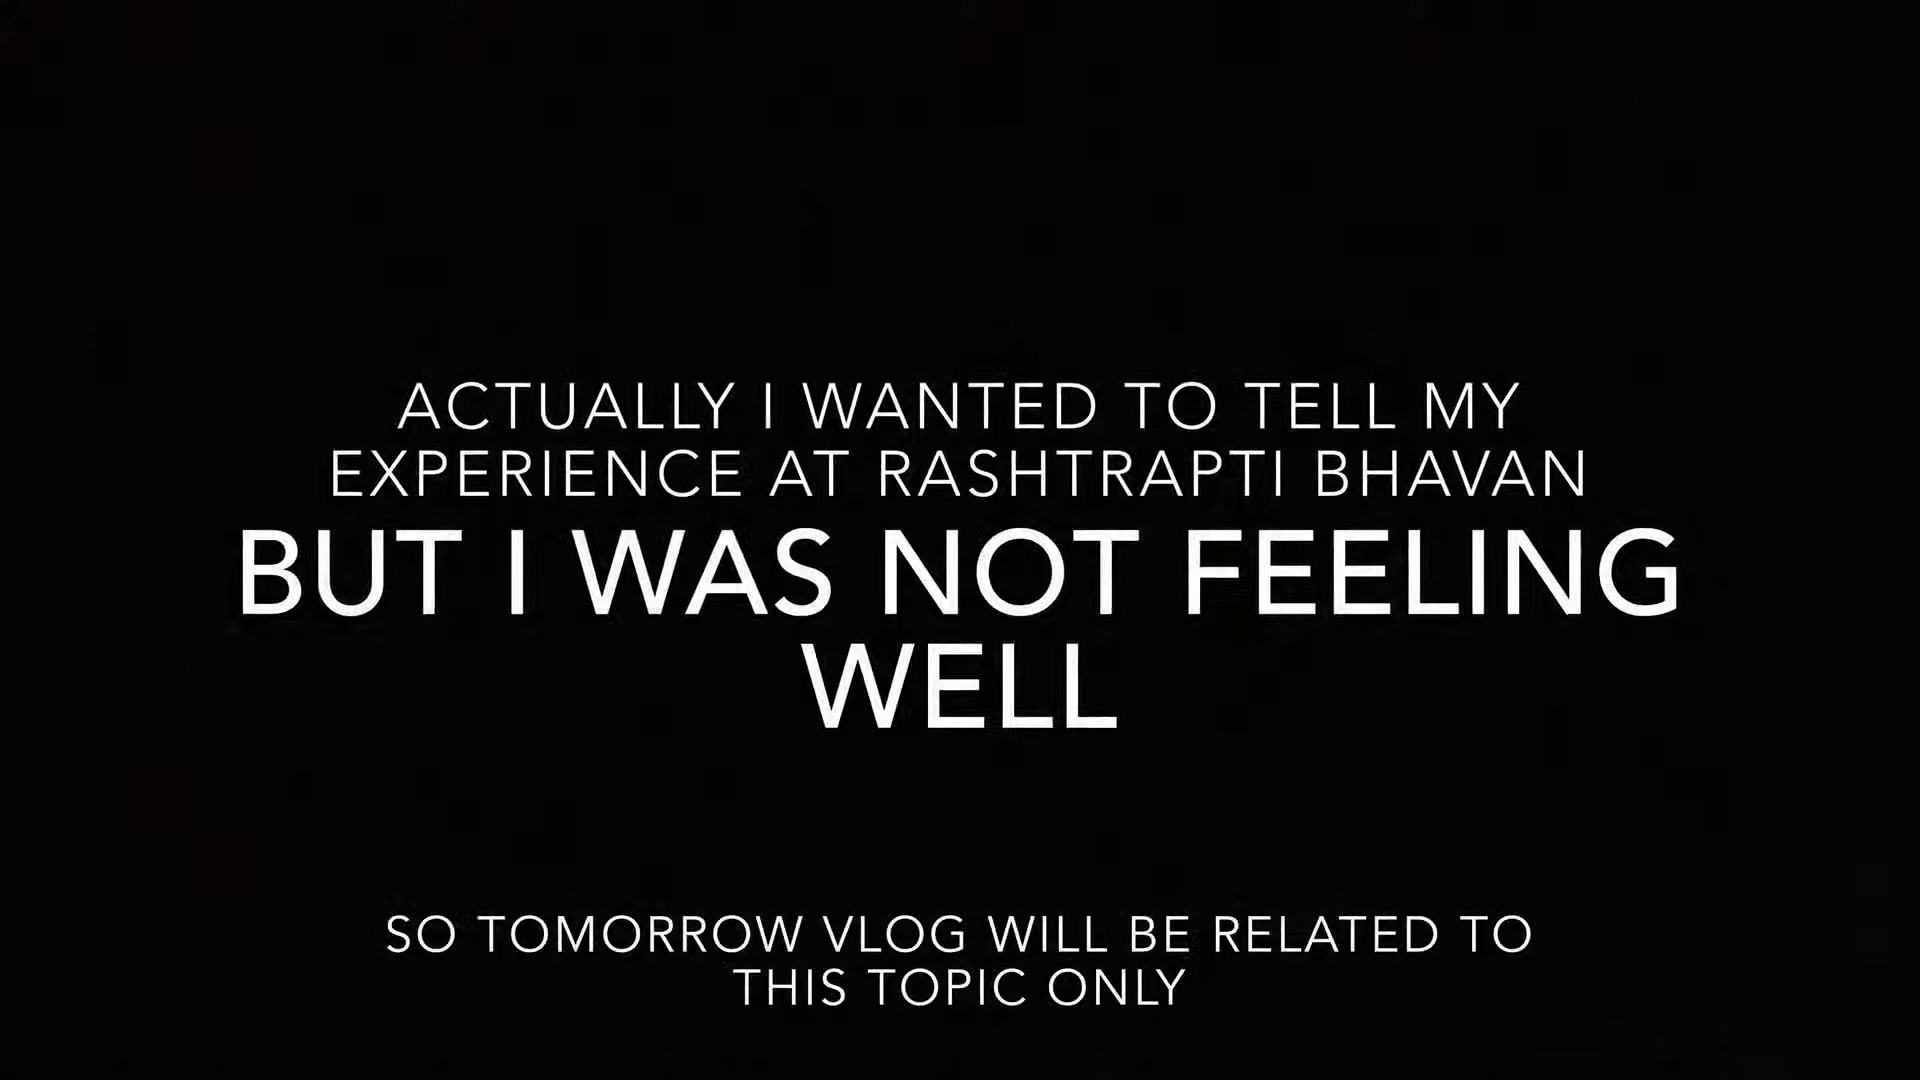 ACTUALLY I WANTED TO TELL MY
EXPERIENCE AT RASHTRAPTI BHAVAN
BUT I WAS NOT FEELING
WELL
SO TOMORROW VLOG WILL BE RELATED TO
THIS TOPIC ONLY